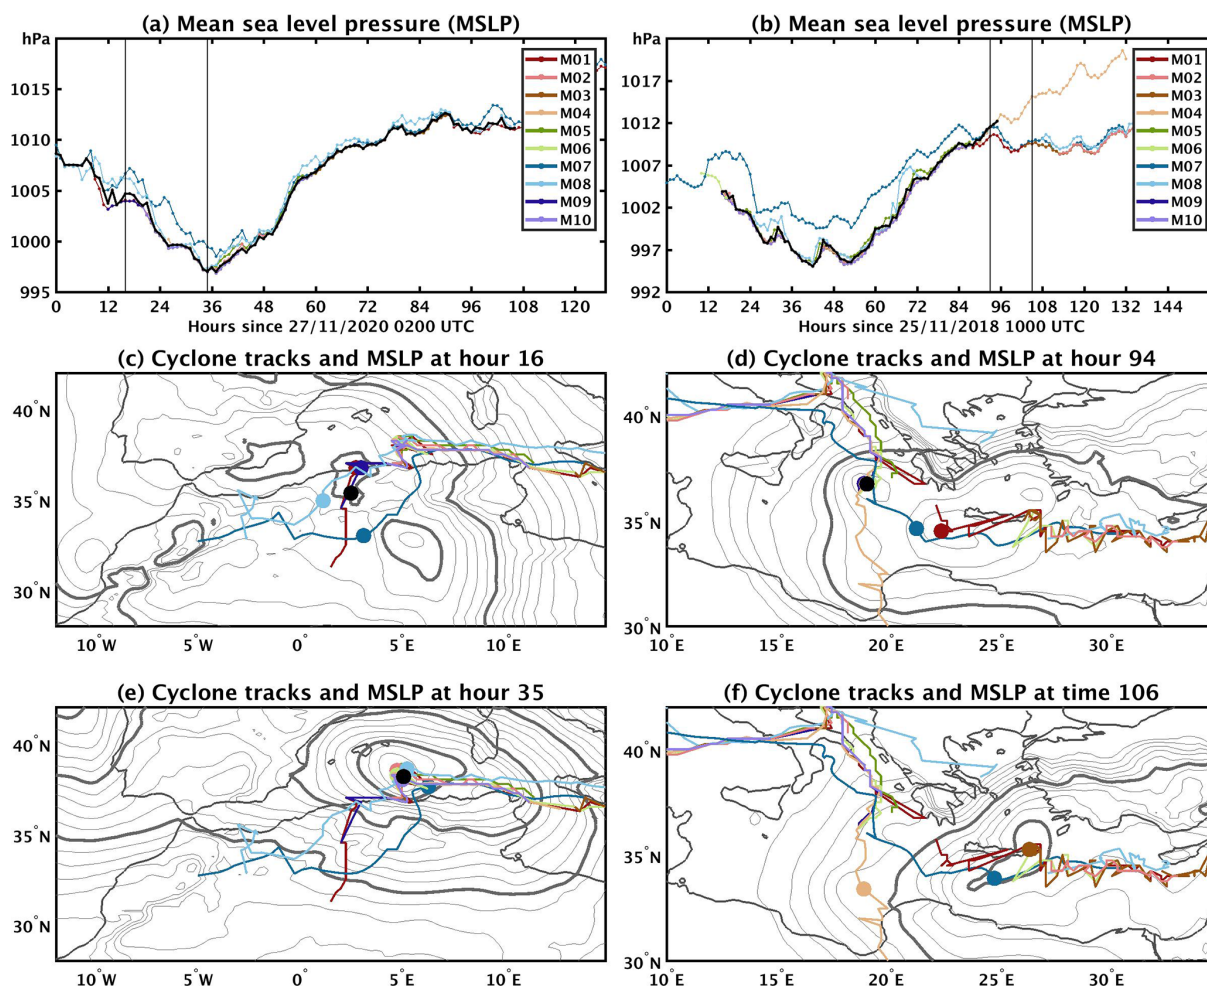 (a) Mean sea level pressure (MSLP)
hPa
1015
1010
1005
1000
995
0 12 24 36 48 60 72 84 96 108 120
Hours since 27/11/2020 0200 UTC
M01
M02
M03
M04
M05
M06
M07
M08
M09
M10
(b) Mean sea level pressure (MSLP)
hPa
1017
1012
1007
1002
997
992
0 12 24 36 48 60 72 84 96 108 120 132 144
Hours since 25/11/2018 1000 UTC
M01
M02
M03
M04
M05
M06
M07
M08
M09
M10
(c) Cyclone tracks and MSLP at hour 16
40°N
35°N
30°N
10°W 5°W 0° 5°E 10°E
(d) Cyclone tracks and MSLP at hour 94
40°N
35°N
30°N
10°E 15°E 20°E 25°E 30°E
(e) Cyclone tracks and MSLP at hour 35
40°N
35°N
30°N
10°W 5°W 0° 5°E 10°E
(f) Cyclone tracks and MSLP at time 106
40°N
35°N
30°N
10°E 15°E 20°E 25°E 30°E